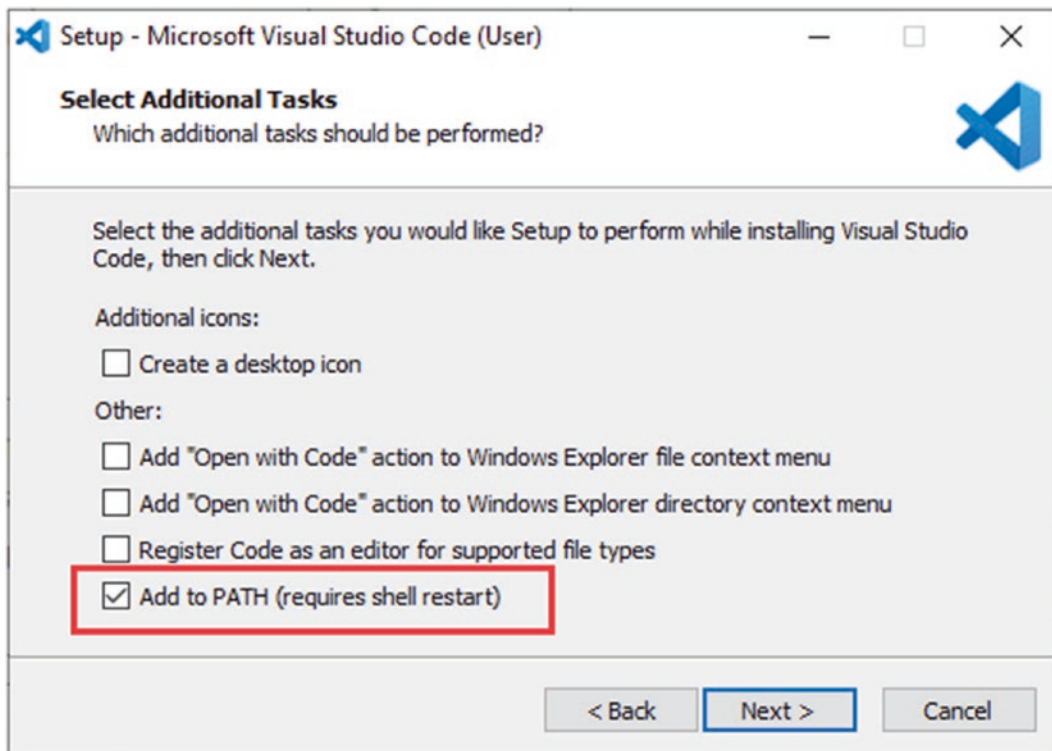 Setup - Microsoft Visual Studio Code (User)
Select Additional Tasks
Which additional tasks should be performed?
Select the additional tasks you would like Setup to perform while installing Visual Studio
Code, then click Next.
Additional icons:
Create a desktop icon
Other:
Add "Open with Code" action to Windows Explorer file context menu
Add "Open with Code" action to Windows Explorer directory context menu
Register Code as an editor for supported file types
Add to PATH (requires shell restart)
< Back Next > Cancel